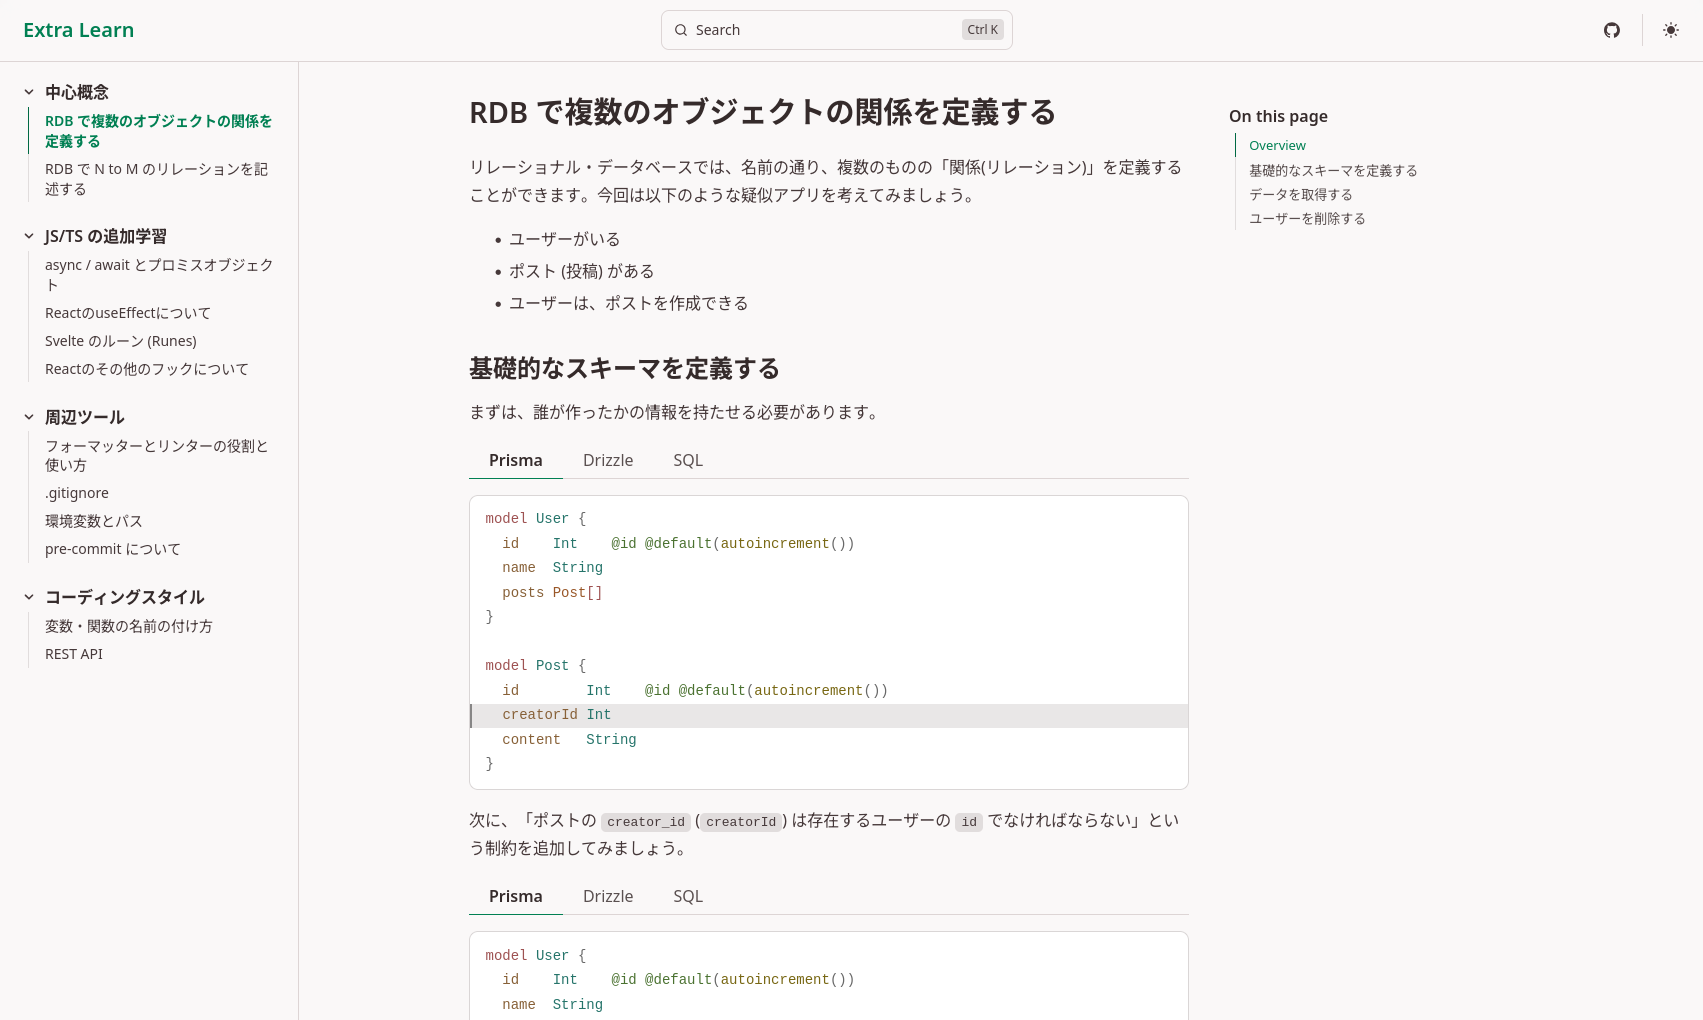 Extra Learn
Search
Ctrl K
中心概念
RDB で複数のオブジェクトの関係を
定義する
RDB で N to M のリレーションを記
述する
JS/TS の追加学習
async / await とプロミスオブジェク
ト
ReactのuseEffectについて
Svelte のルーン (Runes)
Reactのその他のフックについて
周辺ツール
フォーマッターとリンターの役割と
使い方
.gitignore
環境変数とパス
pre-commit について
コーディングスタイル
変数・関数の名前の付け方
REST API
RDB で複数のオブジェクトの関係を定義する
リレーショナル・データベースでは、名前の通り、複数のものの「関係(リレーション)」を定義する
ことができます。今回は以下のような疑似アプリを考えてみましょう。
• ユーザーがいる
• ポスト (投稿) がある
• ユーザーは、ポストを作成できる
基礎的なスキーマを定義する
まずは、誰が作ったかの情報を持たせる必要があります。
Prisma Drizzle SQL
model User {
  id    Int    @id @default(autoincrement())
  name  String
  posts Post[]
}
model Post {
  id        Int    @id @default(autoincrement())
  creatorId Int
  content   String
}
次に、「ポストの creator_id (creatorId) は存在するユーザーの id でなければならない」とい
う制約を追加してみましょう。
Prisma Drizzle SQL
model User {
  id    Int    @id @default(autoincrement())
  name  String
On this page
Overview
基礎的なスキーマを定義する
データを取得する
ユーザーを削除する